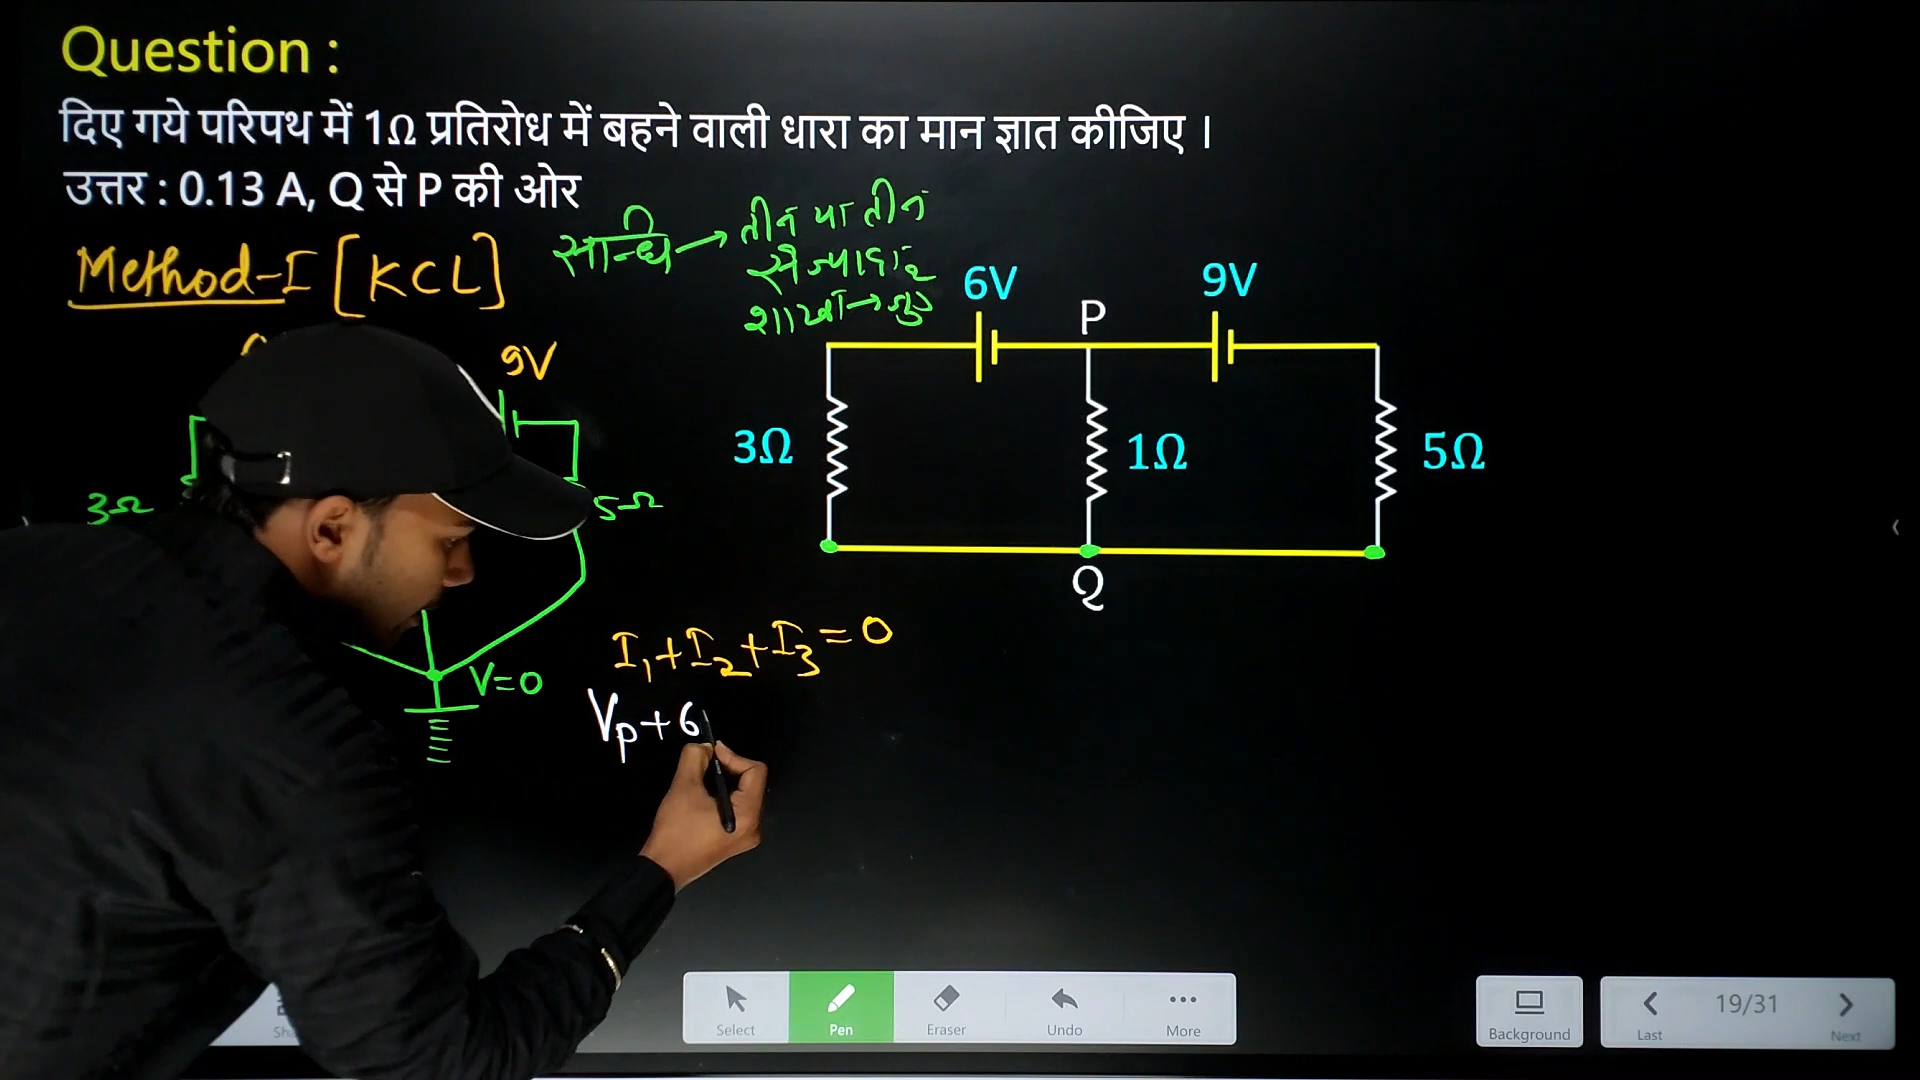 Question :
दिए गये परिपथ में 1Ω प्रतिरोध में बहने वाली धारा का मान ज्ञात कीजिए ।
उत्तर : 0.13 A, Q से P की ओर
Method-I [KCL]
सन्धि → तीन या तीन
से ज्यादा
शाखा → जुड़े
6V
P
9V
3Ω
1Ω
5Ω
Q
9V
3Ω
5Ω
V=0
I₁+I₂+I₃=0
Vp+6
Select
Pen
Eraser
Undo
More
Background
Last
19/31
Next